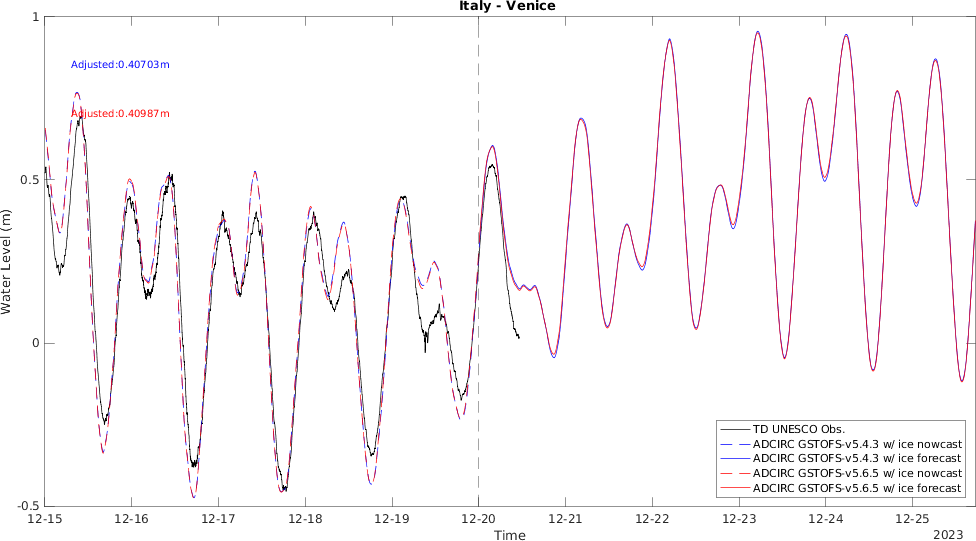 Italy - Venice
1
Adjusted:0.40703m
Adjusted:0.40987m
0.5
Water Level (m)
0
TD UNESCO Obs.
ADCIRC GSTOFS-v5.4.3 w/ ice nowcast
ADCIRC GSTOFS-v5.4.3 w/ ice forecast
ADCIRC GSTOFS-v5.6.5 w/ ice nowcast
ADCIRC GSTOFS-v5.6.5 w/ ice forecast
-0.5
12-15 12-16 12-17 12-18 12-19 12-20 12-21 12-22 12-23 12-24 12-25
Time
2023